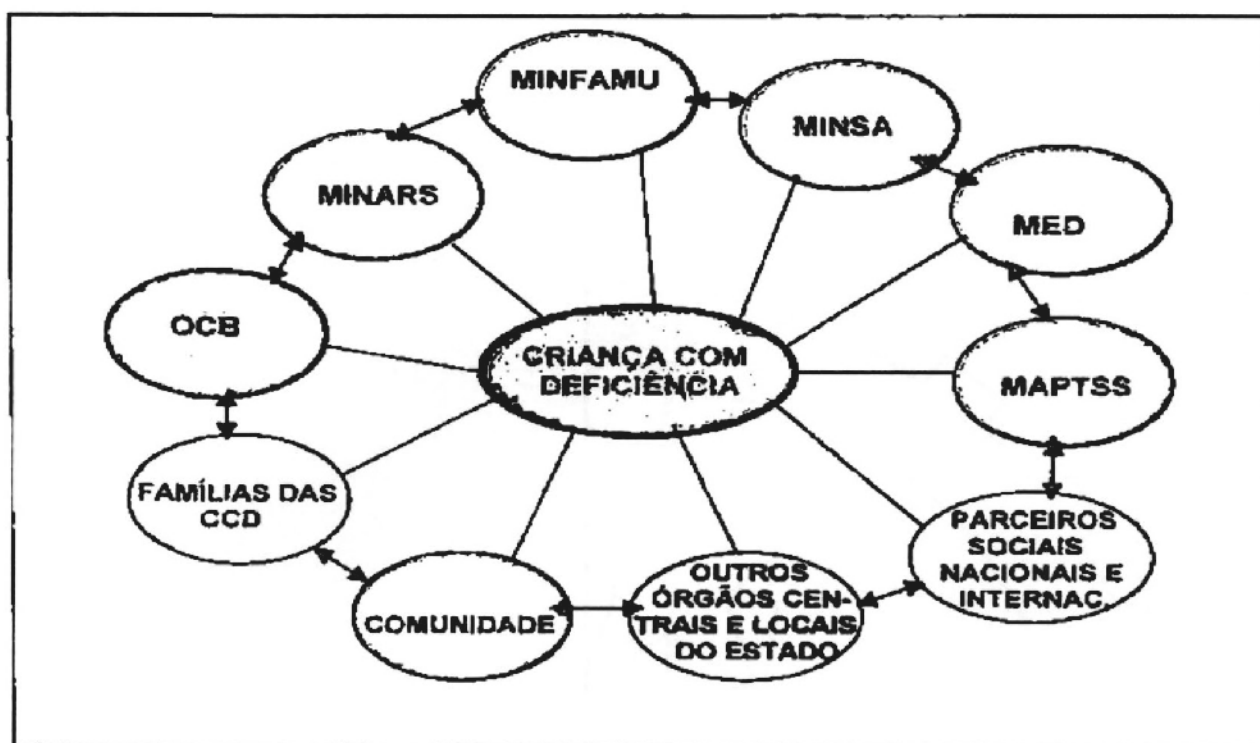 MINFAMU
MINSA
MINARS
MED
OCB
CRIANÇA COM
DEFICIÊNCIA
MAPTSS
FAMÍLIAS DAS
CCD
PARCEIROS
SOCIAIS
NACIONAIS E
INTERNAC.
COMUNIDADE
OUTROS
ÓRGÃOS CEN-
TRAIS E LOCAIS
DO ESTADO